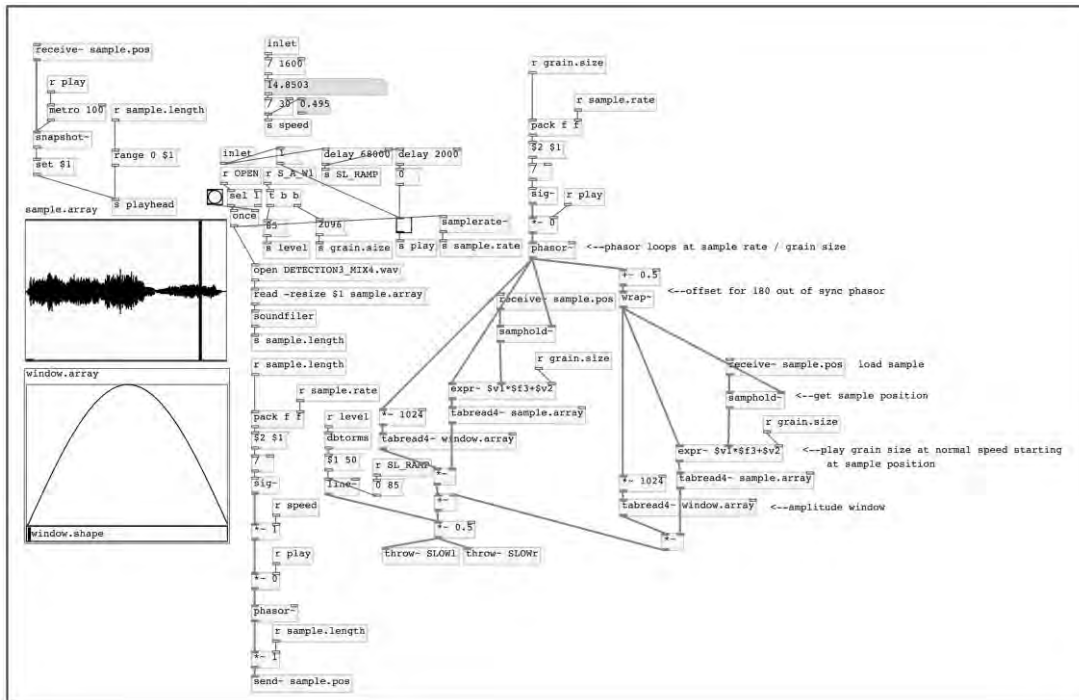 receive~ sample.pos
r play
metro 100
r sample.length
snapshot~
range 0 $1
set $1
s playhead
sample.array
window.array
window.shape
inlet
/ 1600
14.8503
/ 30
0.495
s speed
inlet
1
delay 68000
delay 2000
r OPEN
r S_A_W1
s SL_RAMP
0
sel 1
t b b
once
85
2096
samplerate~
s level
s grain.size
s play
s sample.rate
open DETECTION3_MIX4.wav
read -resize $1 sample.array
soundfiler
s sample.length
r sample.length
r sample.rate
pack f f
$2 $1
/
sig~
r speed
*~ 1
r play
*~ 0
phasor~
r sample.length
*~ 1
send~ sample.pos
r level
dbtorms
$1 50
r SL_RAMP
line~
0 85
r grain.size
r sample.rate
pack f f
$2 $1
/
sig~
r play
*~ 0
phasor~
<--phasor loops at sample rate / grain size
+~ 0.5
<--offset for 180 out of sync phasor
wrap~
receive~ sample.pos
samphold~
r grain.size
expr~ $v1*$f3+$v2
*~ 1024
tabread4~ sample.array
tabread4~ window.array
*~
*~ 0.5
throw~ SLOWl
throw~ SLOWr
receive~ sample.pos
load sample
samphold~
<--get sample position
r grain.size
expr~ $v1*$f3+$v2
<--play grain size at normal speed starting
at sample position
*~ 1024
tabread4~ sample.array
tabread4~ window.array
<--amplitude window
*~